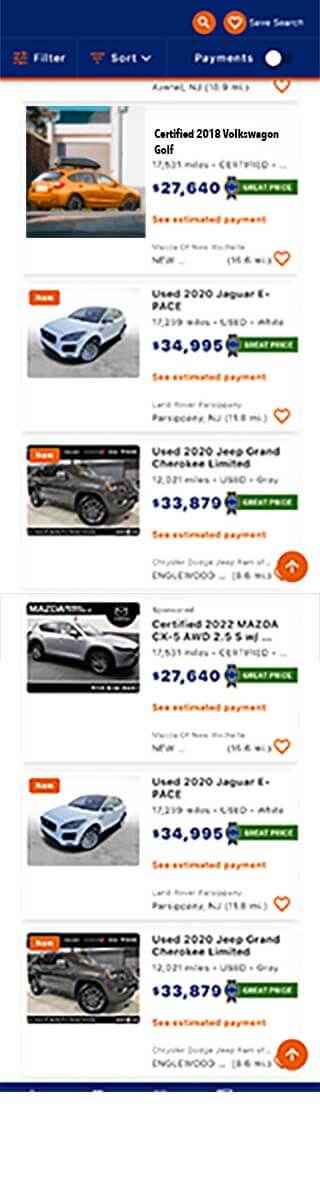 Save Search
Filter
Sort
Payments
Avenel, NJ (18.9 mi.)
Certified 2018 Volkswagon
Golf
17,531 miles • CERTIFIED • ...
$27,640 GREAT PRICE
See estimated payment
Mazda Of New Rochelle
NEW ... (16.6 mi.)
New
Used 2020 Jaguar E-
PACE
17,239 miles • USED • White
$34,995 GREAT PRICE
See estimated payment
Land Rover Parsippany
Parsippany, NJ (11.8 mi.)
New
Used 2020 Jeep Grand
Cherokee Limited
12,021 miles • USED • Gray
$33,879 GREAT PRICE
See estimated payment
Chrysler Dodge Jeep Ram of ...
ENGLEWOOD ... (8.6 mi.)
MAZDA
Sponsored
Certified 2022 MAZDA
CX-5 AWD 2.5 S w/ ...
17,531 miles • CERTIFIED • ...
$27,640 GREAT PRICE
See estimated payment
Mazda Of New Rochelle
NEW ... (16.6 mi.)
New
Used 2020 Jaguar E-
PACE
17,239 miles • USED • White
$34,995 GREAT PRICE
See estimated payment
Land Rover Parsippany
Parsippany, NJ (11.8 mi.)
New
Used 2020 Jeep Grand
Cherokee Limited
12,021 miles • USED • Gray
$33,879 GREAT PRICE
See estimated payment
Chrysler Dodge Jeep Ram of ...
ENGLEWOOD ... (8.6 mi.)